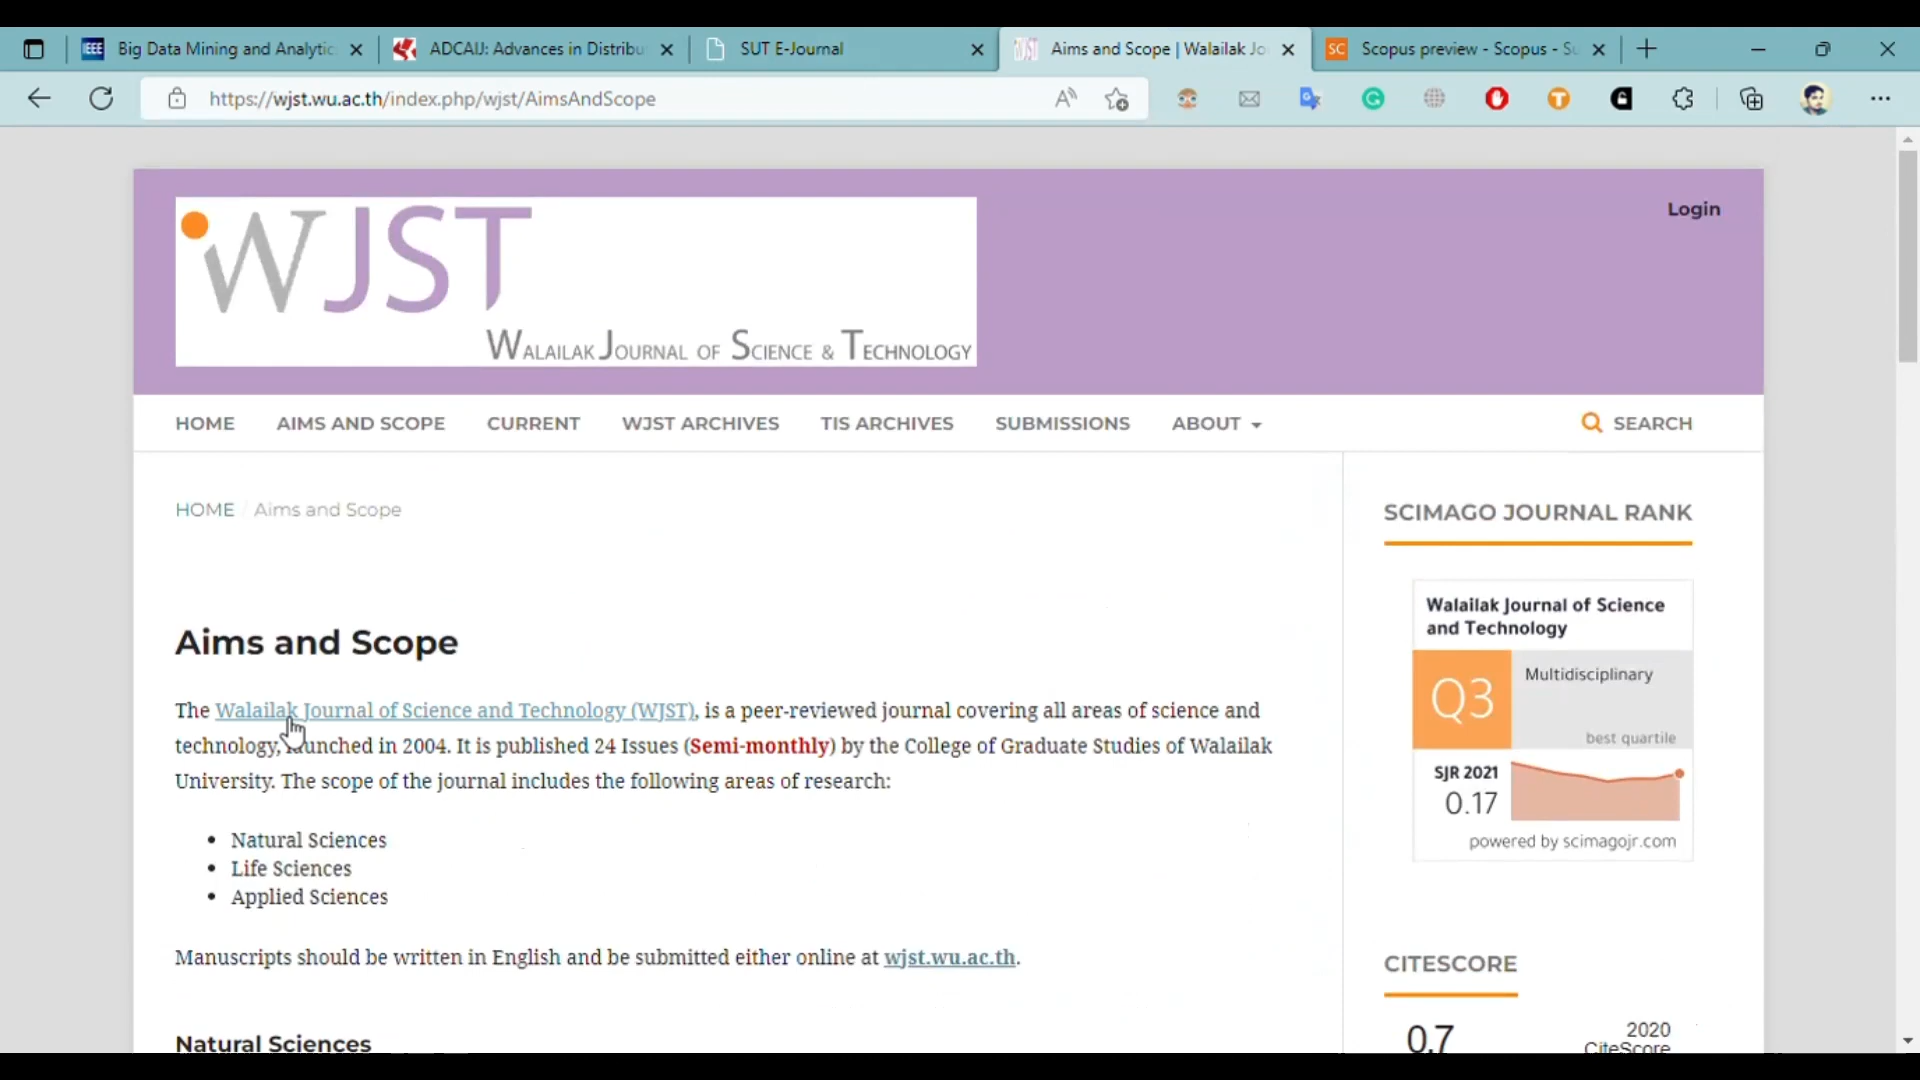 Big Data Mining and Analytic
ADCAIJ: Advances in Distribu
SUT E-Journal
Aims and Scope | Walailak Jo
SC
Scopus preview - Scopus - Su
https://wjst.wu.ac.th/index.php/wjst/AimsAndScope
WJST
WALAILAK JOURNAL OF SCIENCE & TECHNOLOGY
Login
HOME
AIMS AND SCOPE
CURRENT
WJST ARCHIVES
TIS ARCHIVES
SUBMISSIONS
ABOUT
SEARCH
HOME / Aims and Scope
Aims and Scope
The Walailak Journal of Science and Technology (WJST), is a peer-reviewed journal covering all areas of science and
technology, launched in 2004. It is published 24 Issues (Semi-monthly) by the College of Graduate Studies of Walailak
University. The scope of the journal includes the following areas of research:
• Natural Sciences
• Life Sciences
• Applied Sciences
Manuscripts should be written in English and be submitted either online at wjst.wu.ac.th.
Natural Sciences
SCIMAGO JOURNAL RANK
Walailak Journal of Science
and Technology
Q3
Multidisciplinary
best quartile
SJR 2021
0.17
powered by scimagojr.com
CITESCORE
0.7
2020
CiteScore